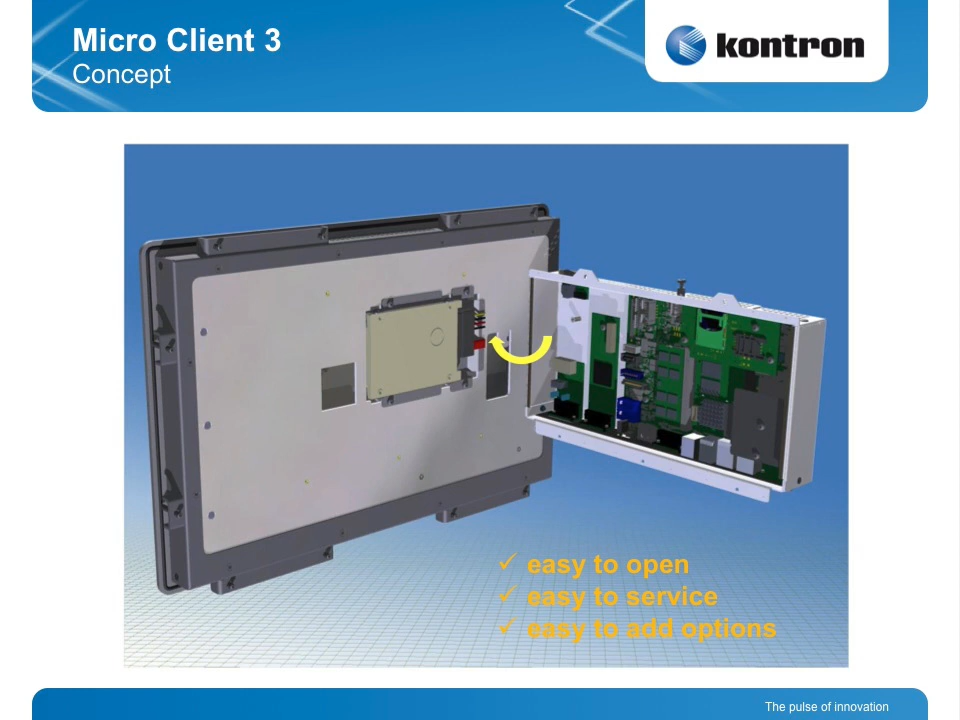 Micro Client 3
Concept
kontron
✓ easy to open
✓ easy to service
✓ easy to add options
The pulse of innovation